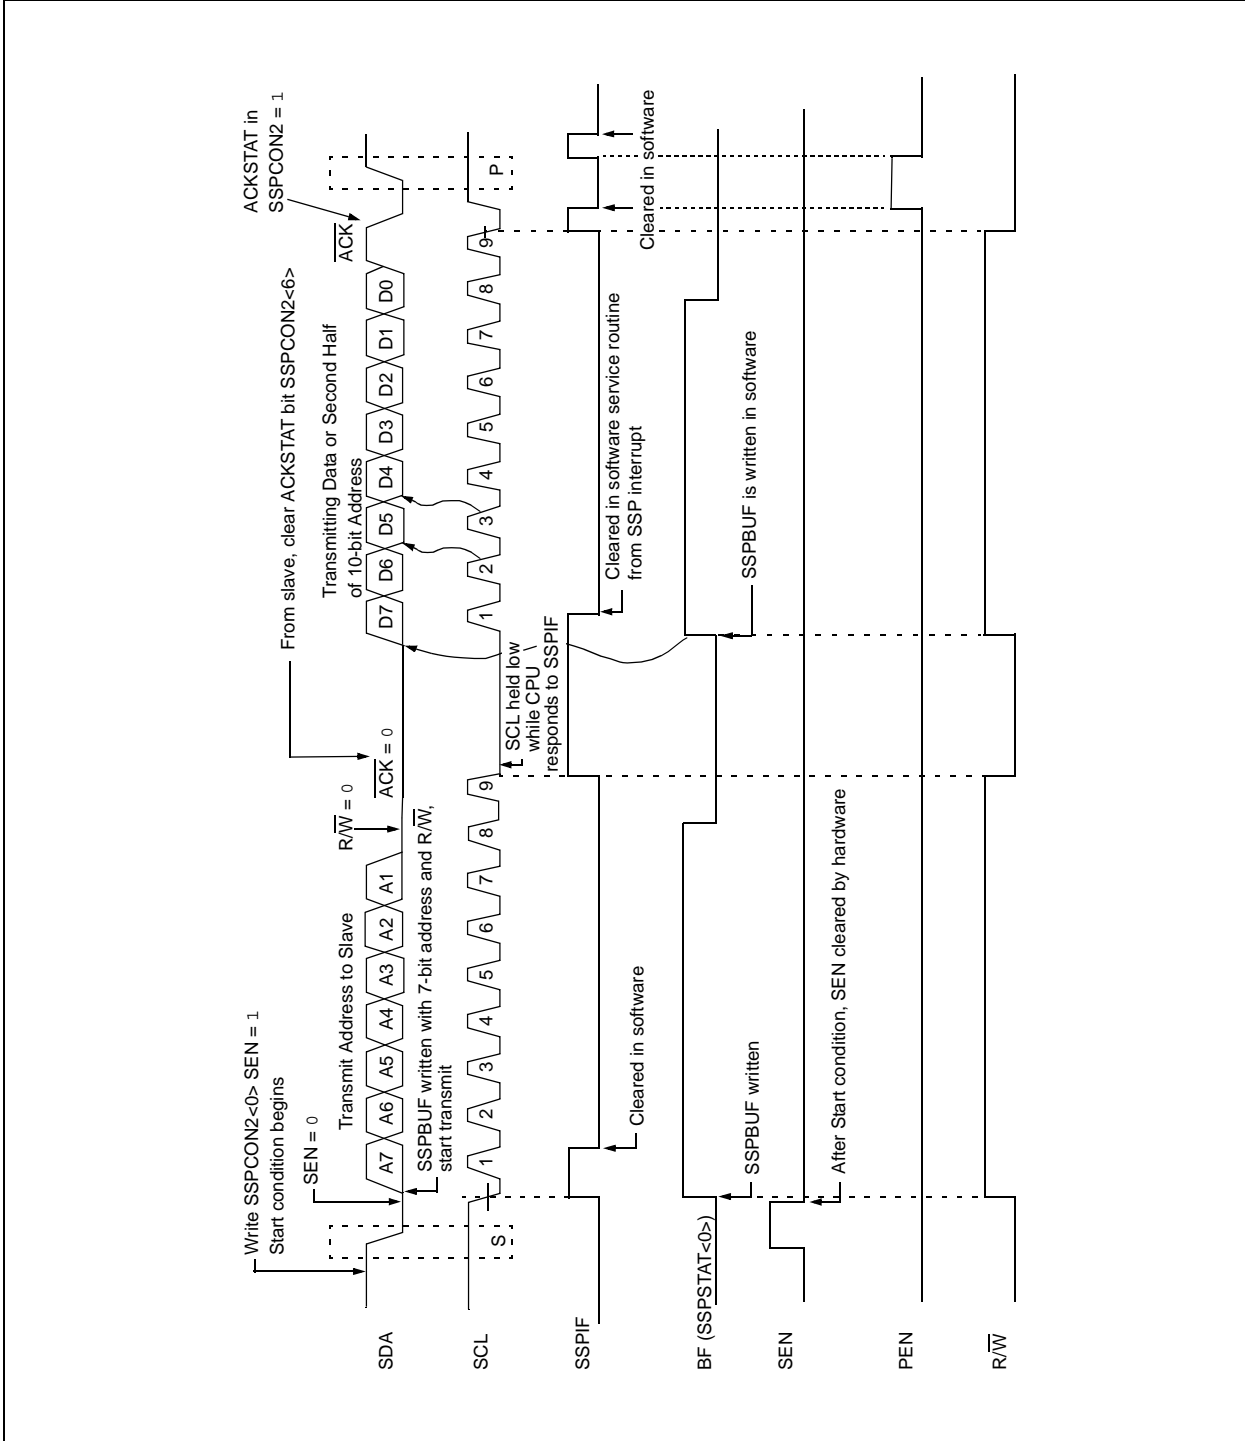 Write SSPCON2<0> SEN = 1
Start condition begins
From slave, clear ACKSTAT bit SSPCON2<6>
ACKSTAT in
SSPCON2 = 1
SEN = 0
Transmit Address to Slave
R/W = 0
ACK = 0
Transmitting Data or Second Half
of 10-bit Address
ACK
SDA
A7 A6 A5 A4 A3 A2 A1
D7 D6 D5 D4 D3 D2 D1 D0
SSPBUF written with 7-bit address and R/W,
start transmit
SCL
S
1 2 3 4 5 6 7 8 9
1 2 3 4 5 6 7 8 9
P
SCL held low
while CPU
responds to SSPIF
SSPIF
Cleared in software
Cleared in software service routine
from SSP interrupt
Cleared in software
BF (SSPSTAT<0>)
SSPBUF written
SSPBUF is written in software
SEN
After Start condition, SEN cleared by hardware
PEN
R/W